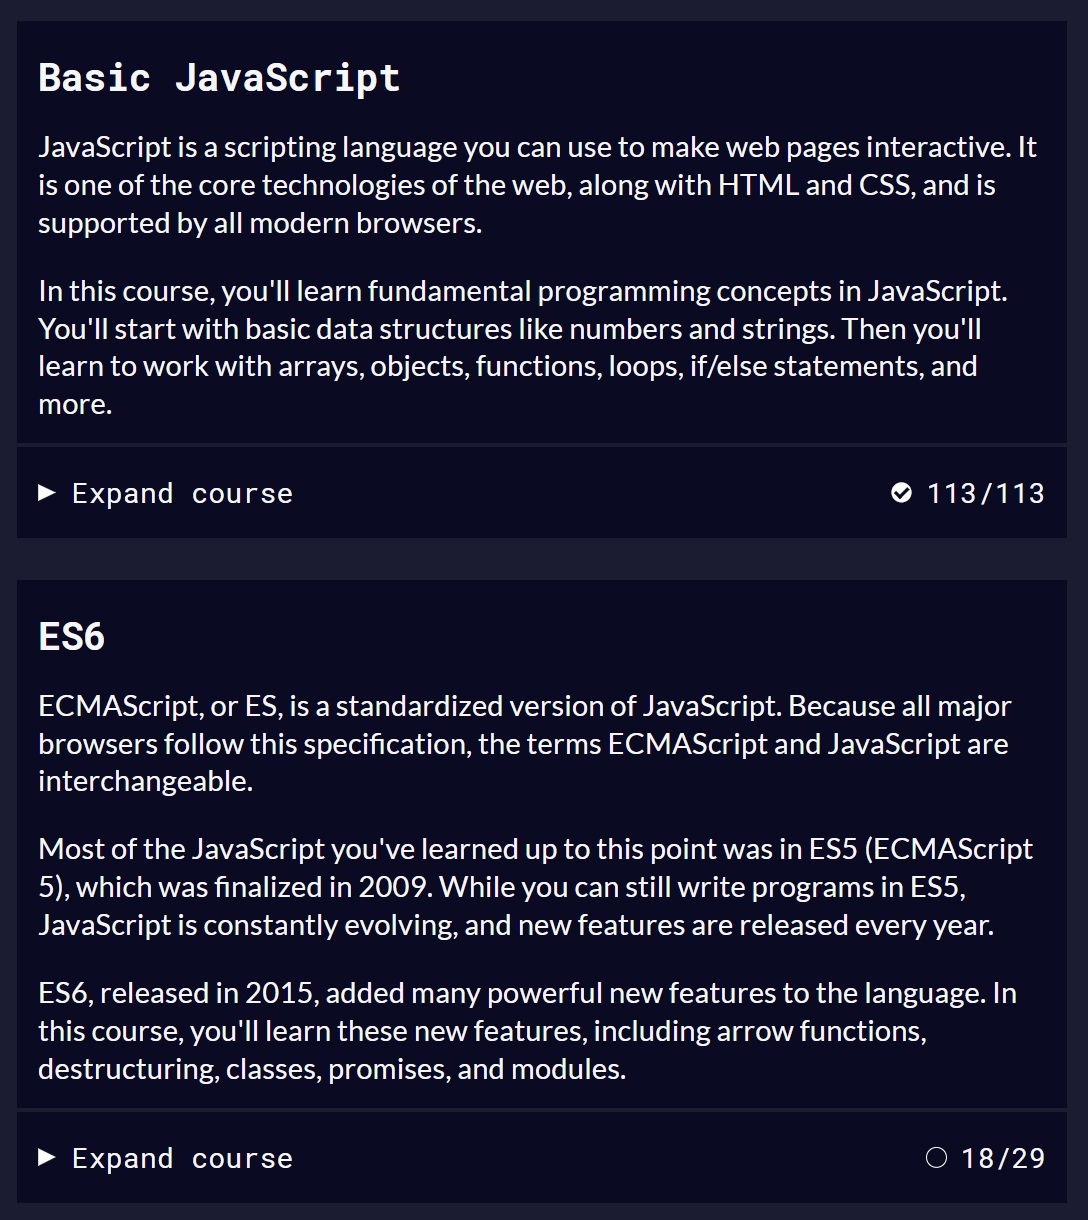 Basic JavaScript
JavaScript is a scripting language you can use to make web pages interactive. It
is one of the core technologies of the web, along with HTML and CSS, and is
supported by all modern browsers.
In this course, you'll learn fundamental programming concepts in JavaScript.
You'll start with basic data structures like numbers and strings. Then you'll
learn to work with arrays, objects, functions, loops, if/else statements, and
more.
Expand course 113/113
ES6
ECMAScript, or ES, is a standardized version of JavaScript. Because all major
browsers follow this specification, the terms ECMAScript and JavaScript are
interchangeable.
Most of the JavaScript you've learned up to this point was in ES5 (ECMAScript
5), which was finalized in 2009. While you can still write programs in ES5,
JavaScript is constantly evolving, and new features are released every year.
ES6, released in 2015, added many powerful new features to the language. In
this course, you'll learn these new features, including arrow functions,
destructuring, classes, promises, and modules.
Expand course 18/29